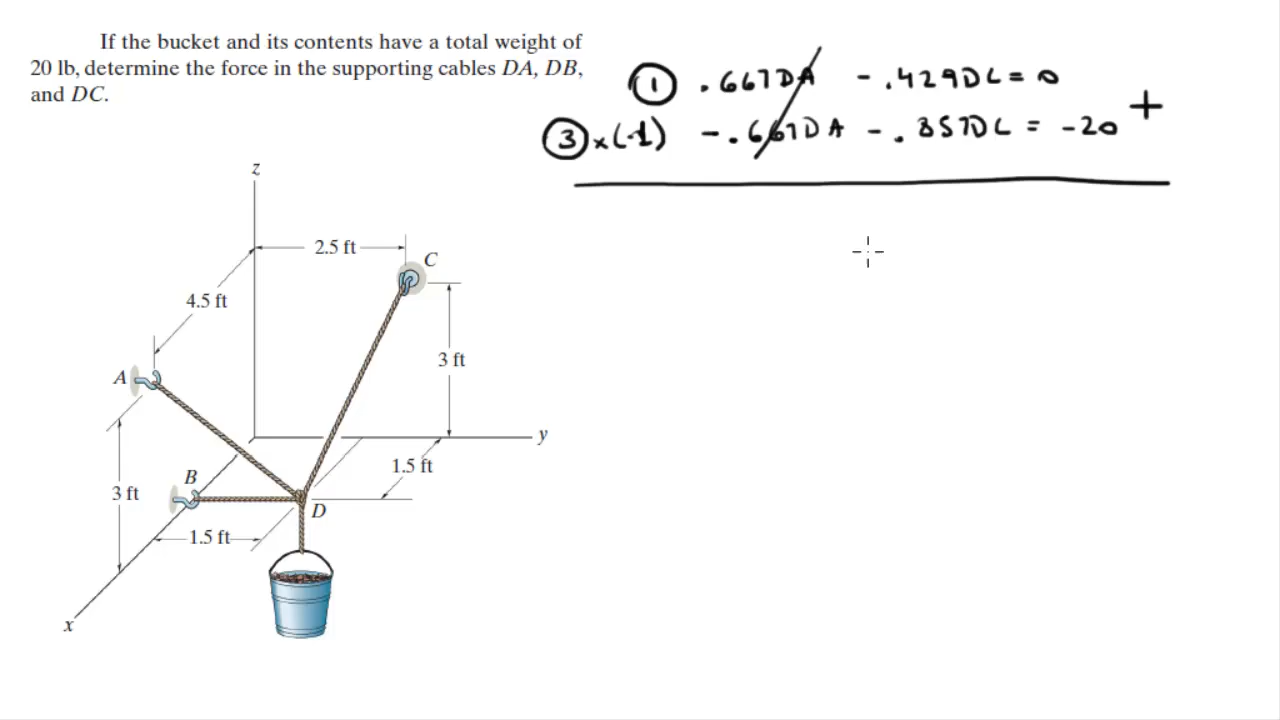 If the bucket and its contents have a total weight of
20 lb, determine the force in the supporting cables DA, DB,
and DC.
① .667DA - .429DC = 0
③ x (-1) - .667DA - .857DC = -20 +
z
2.5 ft
C
4.5 ft
A
3 ft
y
B
1.5 ft
3 ft
D
1.5 ft
x